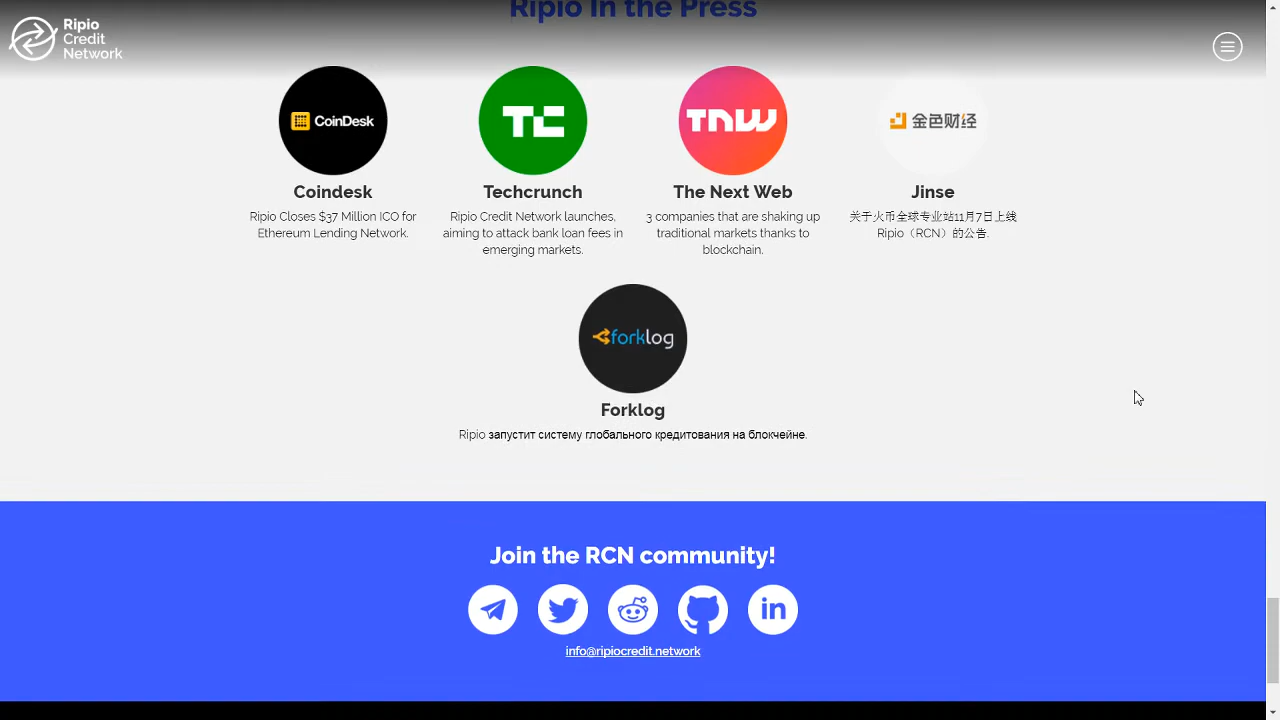 Ripio In the Press
Ripio
Credit
Network
CoinDesk
TC
TNW
金色财经
Coindesk
Techcrunch
The Next Web
Jinse
Ripio Closes $37 Million ICO for
Ethereum Lending Network.
Ripio Credit Network launches,
aiming to attack bank loan fees in
emerging markets.
3 companies that are shaking up
traditional markets thanks to
blockchain.
关于火币全球专业站11月7日上线
Ripio（RCN）的公告.
forklog
Forklog
Ripio запустит систему глобального кредитования на блокчейне.
Join the RCN community!
in
info@ripiocredit.network